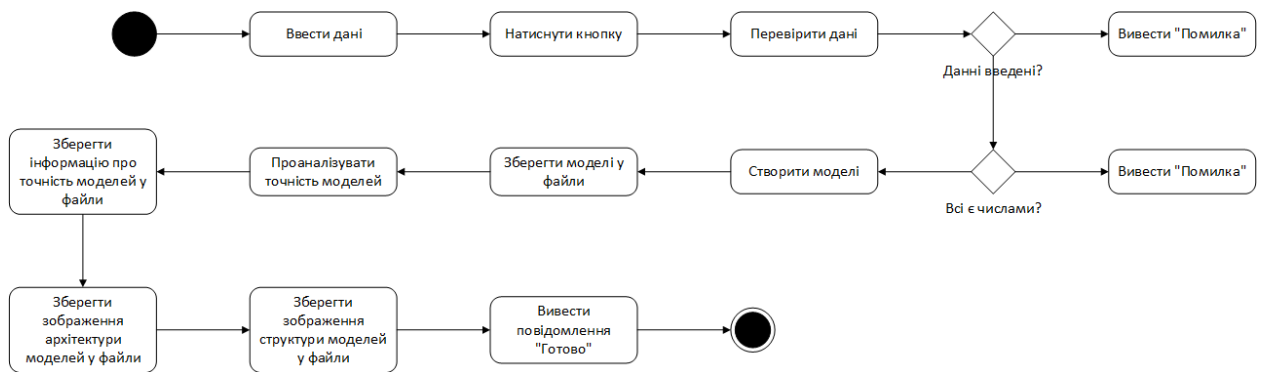 Ввести дані
Натиснути кнопку
Перевірити дані
Вивести "Помилка"
Данні введені?
Зберегти
інформацію про
точність моделей у
файли
Проаналізувати
точність моделей
Зберегти моделі у
файли
Створити моделі
Вивести "Помилка"
Всі є числами?
Зберегти
зображення
архітектури
моделей у файли
Зберегти
зображення
структури моделей
у файли
Вивести
повідомлення
"Готово"